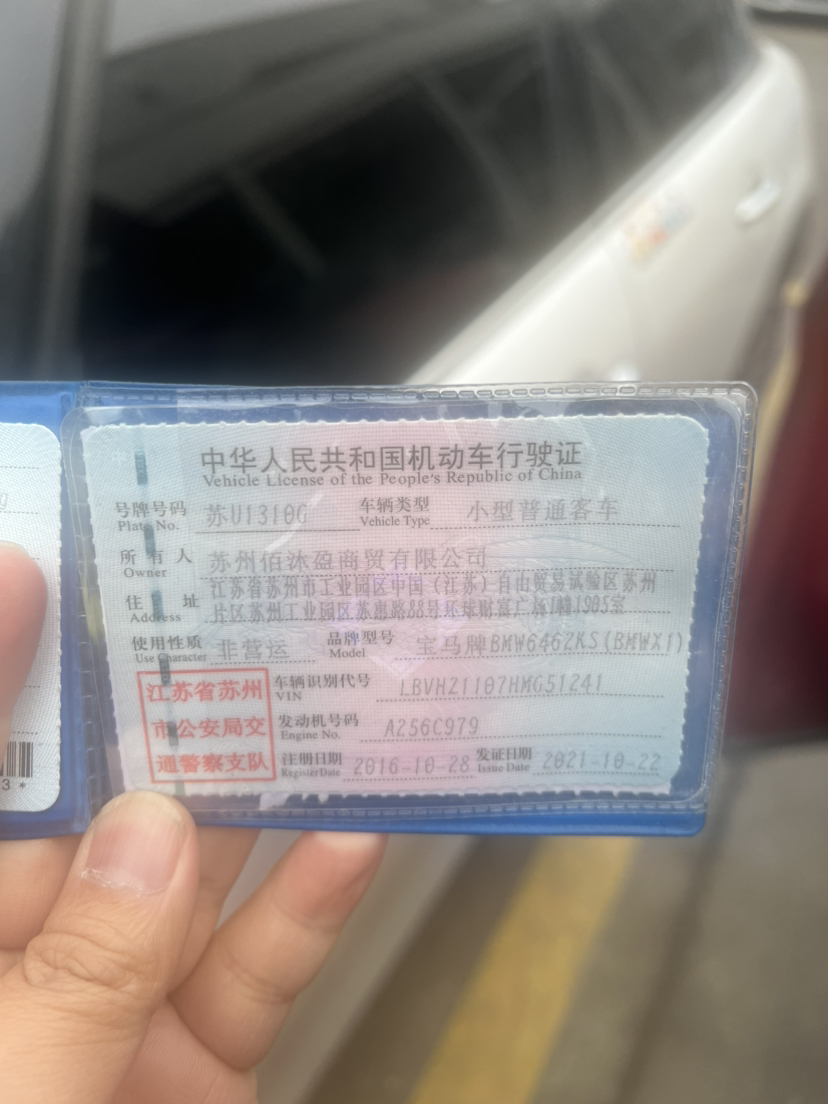 中华人民共和国机动车行驶证
Vehicle License of the People's Republic of China
号牌号码 苏U1310G 车辆类型 小型普通客车
Plate No. Vehicle Type
所有人 苏州佰沐盈商贸有限公司
Owner
住址 江苏省苏州市工业园区中国（江苏）自由贸易试验区苏州
Address 片区苏州工业园区苏惠路88号环球财富广场1幢1905室
使用性质 非营运 品牌型号 宝马牌BMW6462KS(BMWX1)
Use Character Model
江苏省苏州
市公安局交
通警察支队
车辆识别代号 LBVHZ1107HMG51241
VIN
发动机号码 A256C979
Engine No.
注册日期 2016-10-28 发证日期 2021-10-22
Register Date Issue Date
g
3 *